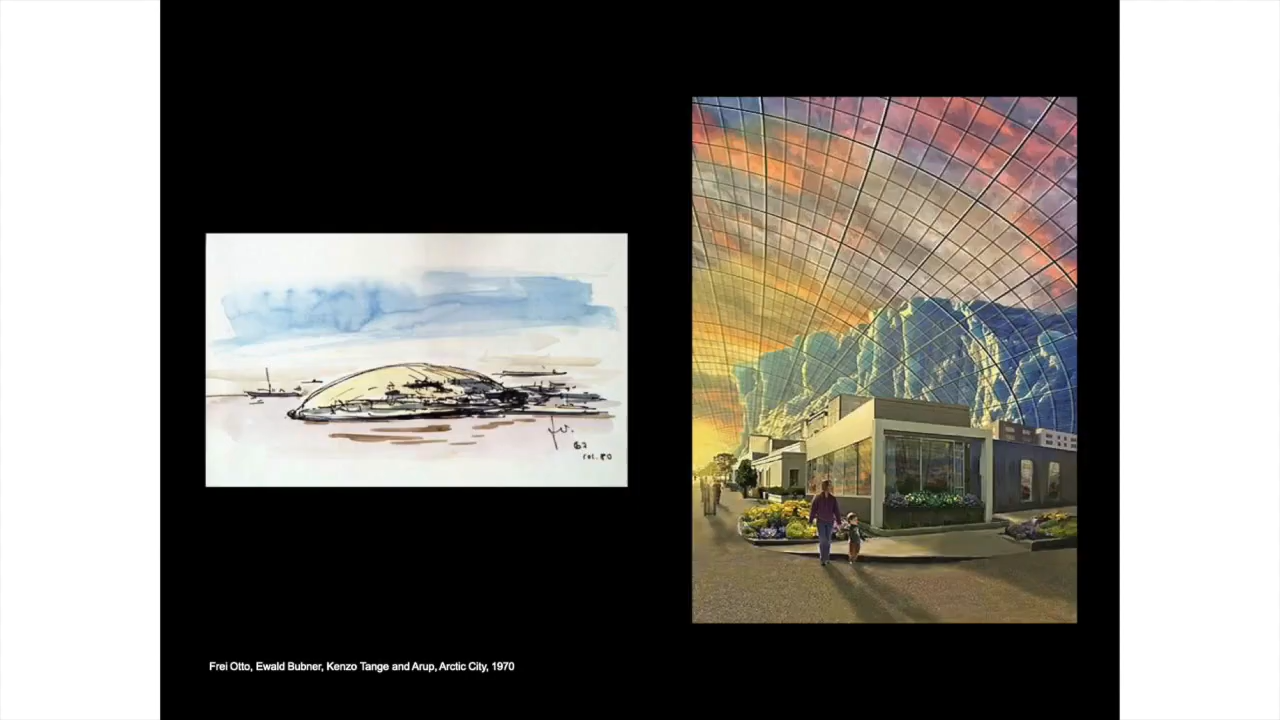 Frei Otto, Ewald Bubner, Kenzo Tange and Arup, Arctic City, 1970